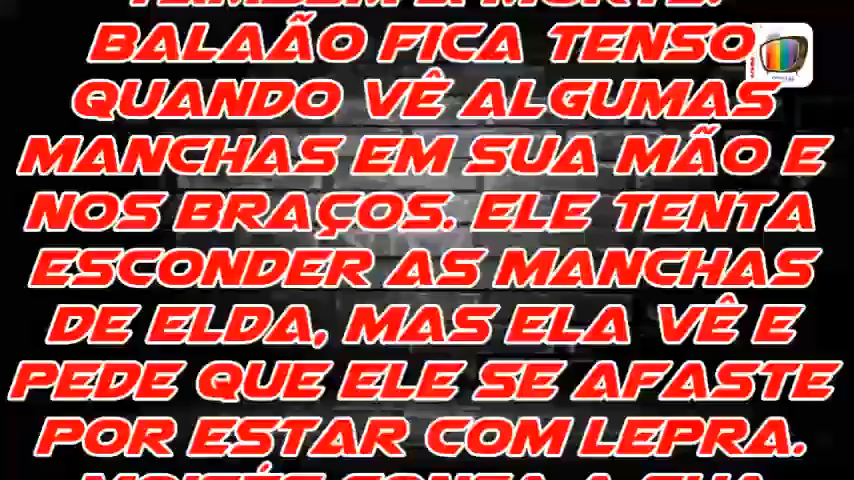 BALAÃO FICA TENSO
QUANDO VÊ ALGUMAS
MANCHAS EM SUA MÃO E
NOS BRAÇOS. ELE TENTA
ESCONDER AS MANCHAS
DE ELDA, MAS ELA VÊ E
PEDE QUE ELE SE AFASTE
POR ESTAR COM LEPRA.